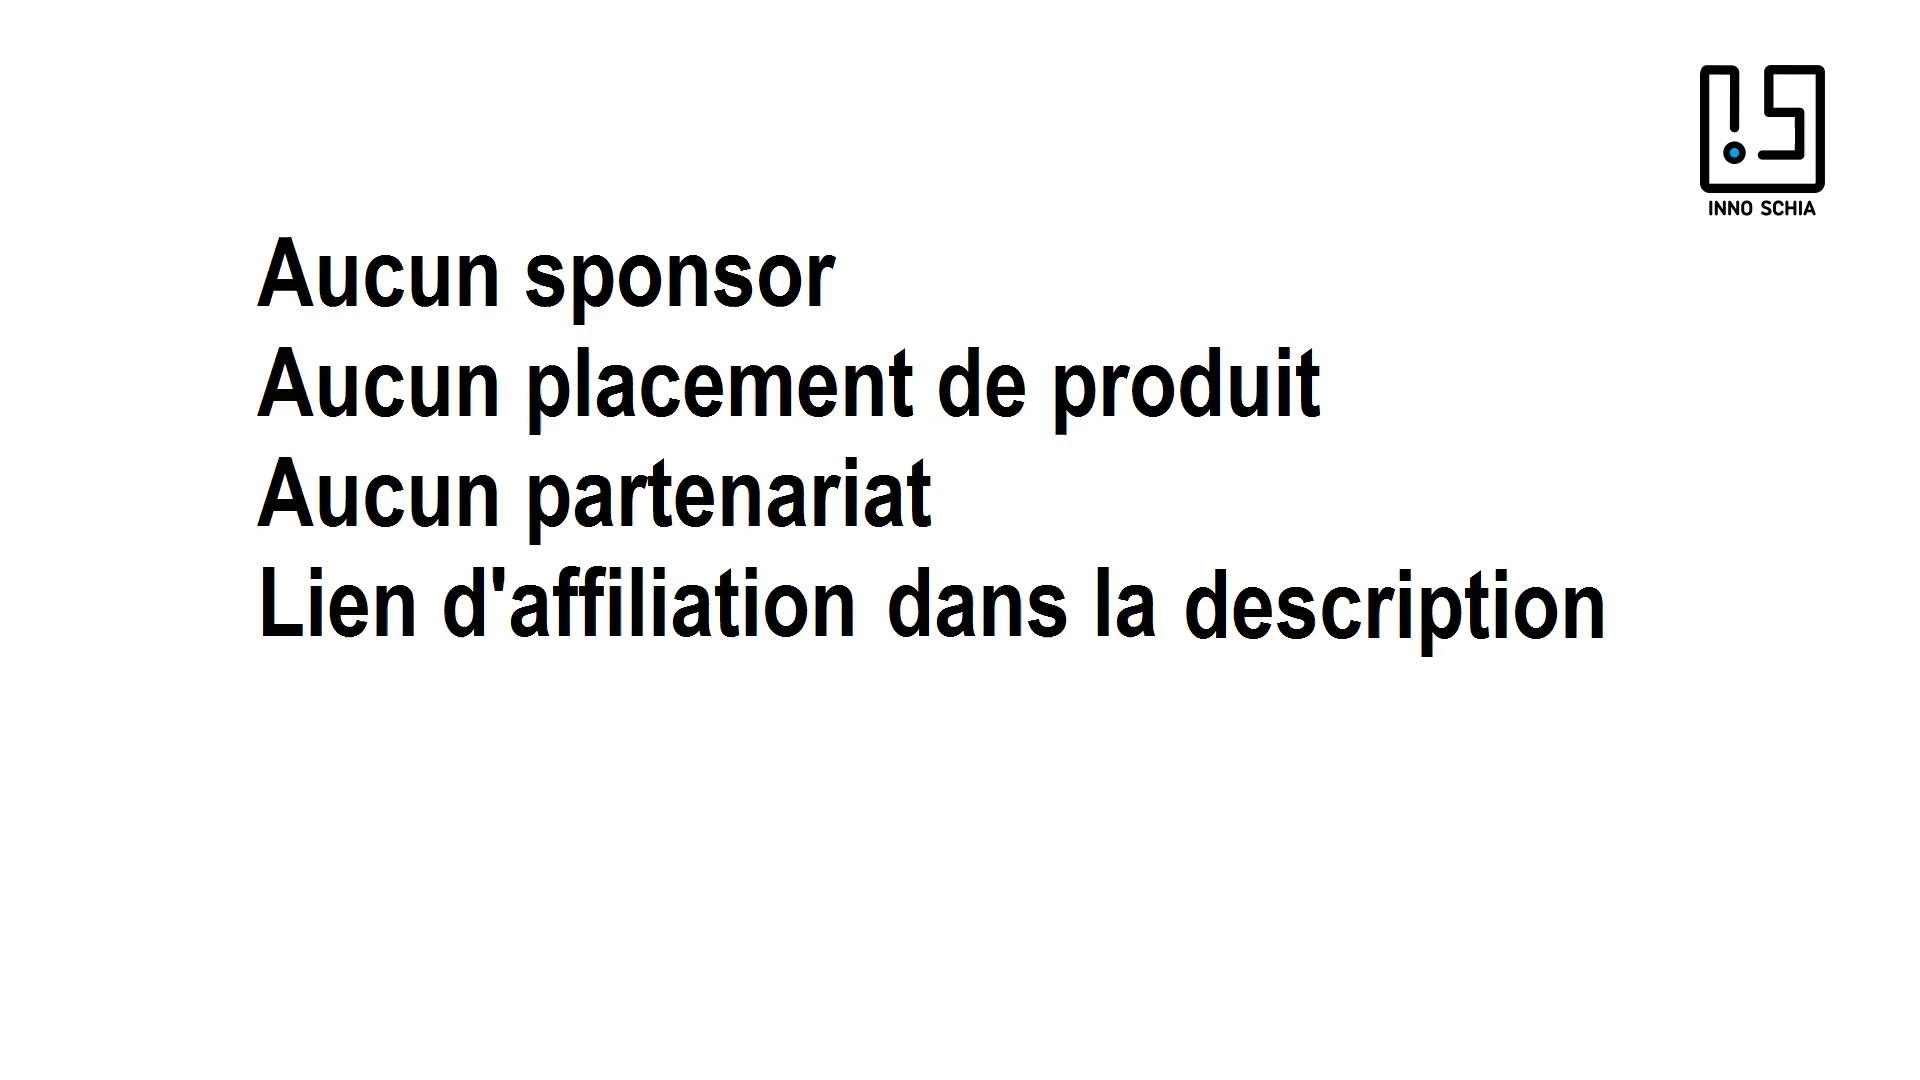 INNO SCHIA
Aucun sponsor
Aucun placement de produit
Aucun partenariat
Lien d'affiliation dans la description